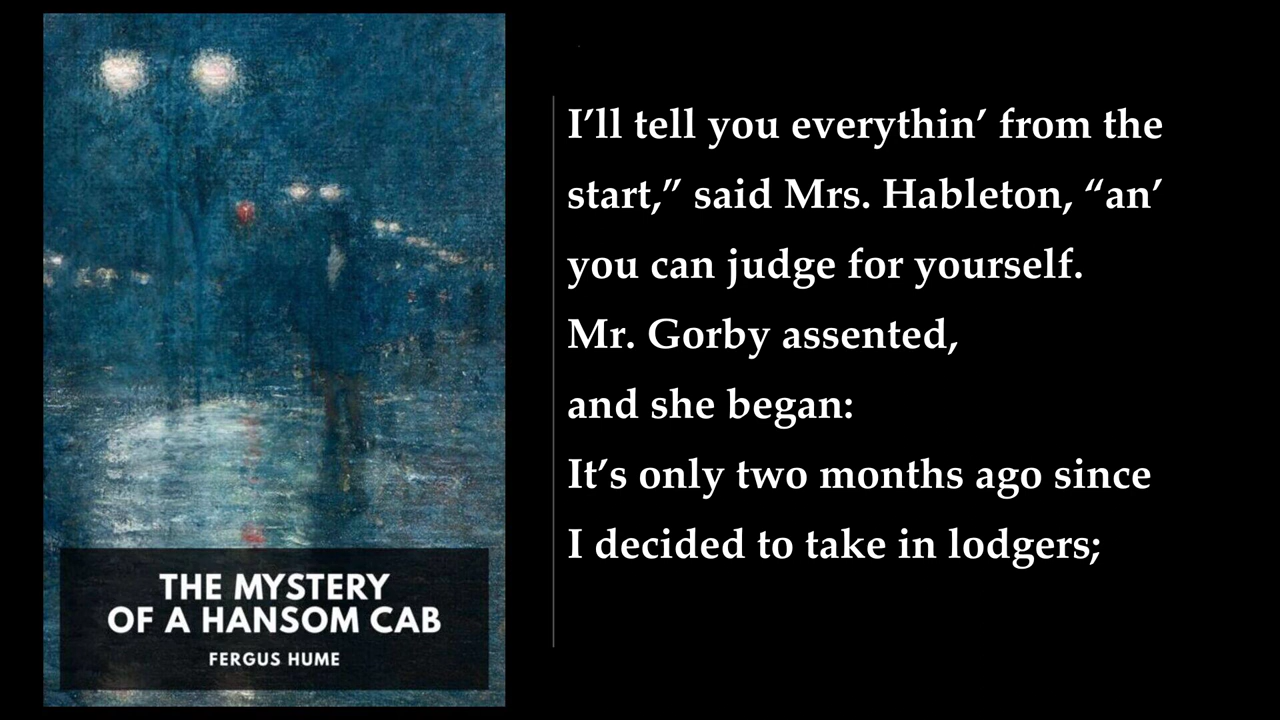 THE MYSTERY
OF A HANSOM CAB
FERGUS HUME
I’ll tell you everythin’ from the
start,” said Mrs. Hableton, “an’
you can judge for yourself.
Mr. Gorby assented,
and she began:
It’s only two months ago since
I decided to take in lodgers;